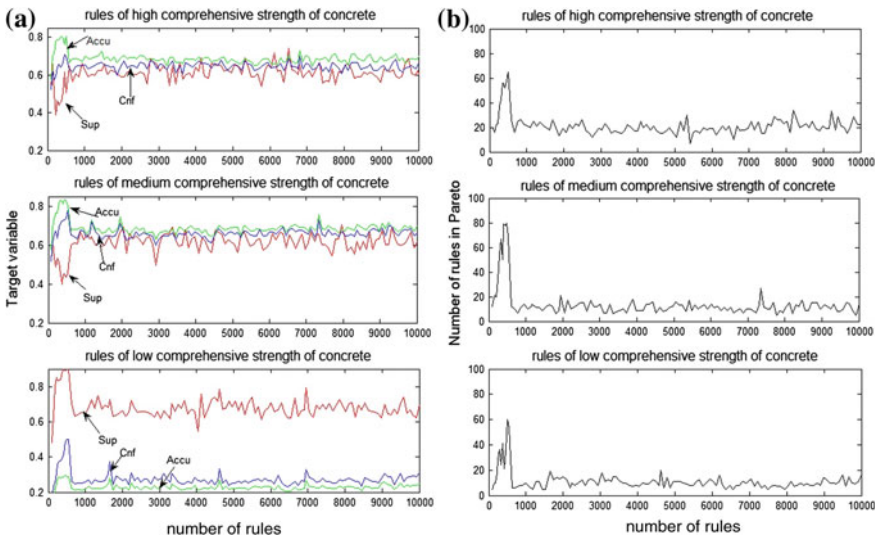 (a)
rules of high comprehensive strength of concrete
0.8
0.6
0.4
0.2
Accu
Cnf
Sup
0 1000 2000 3000 4000 5000 6000 7000 8000 9000 10000
rules of medium comprehensive strength of concrete
Target variable
0.8
0.6
0.4
0.2
Accu
Cnf
Sup
0 1000 2000 3000 4000 5000 6000 7000 8000 9000 10000
rules of low comprehensive strength of concrete
0.8
0.6
0.4
0.2
Sup
Cnf
Accu
0 1000 2000 3000 4000 5000 6000 7000 8000 9000 10000
number of rules
(b)
rules of high comprehensive strength of concrete
100
80
60
40
20
0
0 1000 2000 3000 4000 5000 6000 7000 8000 9000 10000
rules of medium comprehensive strength of concrete
Number of rules in Pareto
100
80
60
40
20
0
0 1000 2000 3000 4000 5000 6000 7000 8000 9000 10000
rules of low comprehensive strength of concrete
100
80
60
40
20
0
0 1000 2000 3000 4000 5000 6000 7000 8000 9000 10000
number of rules